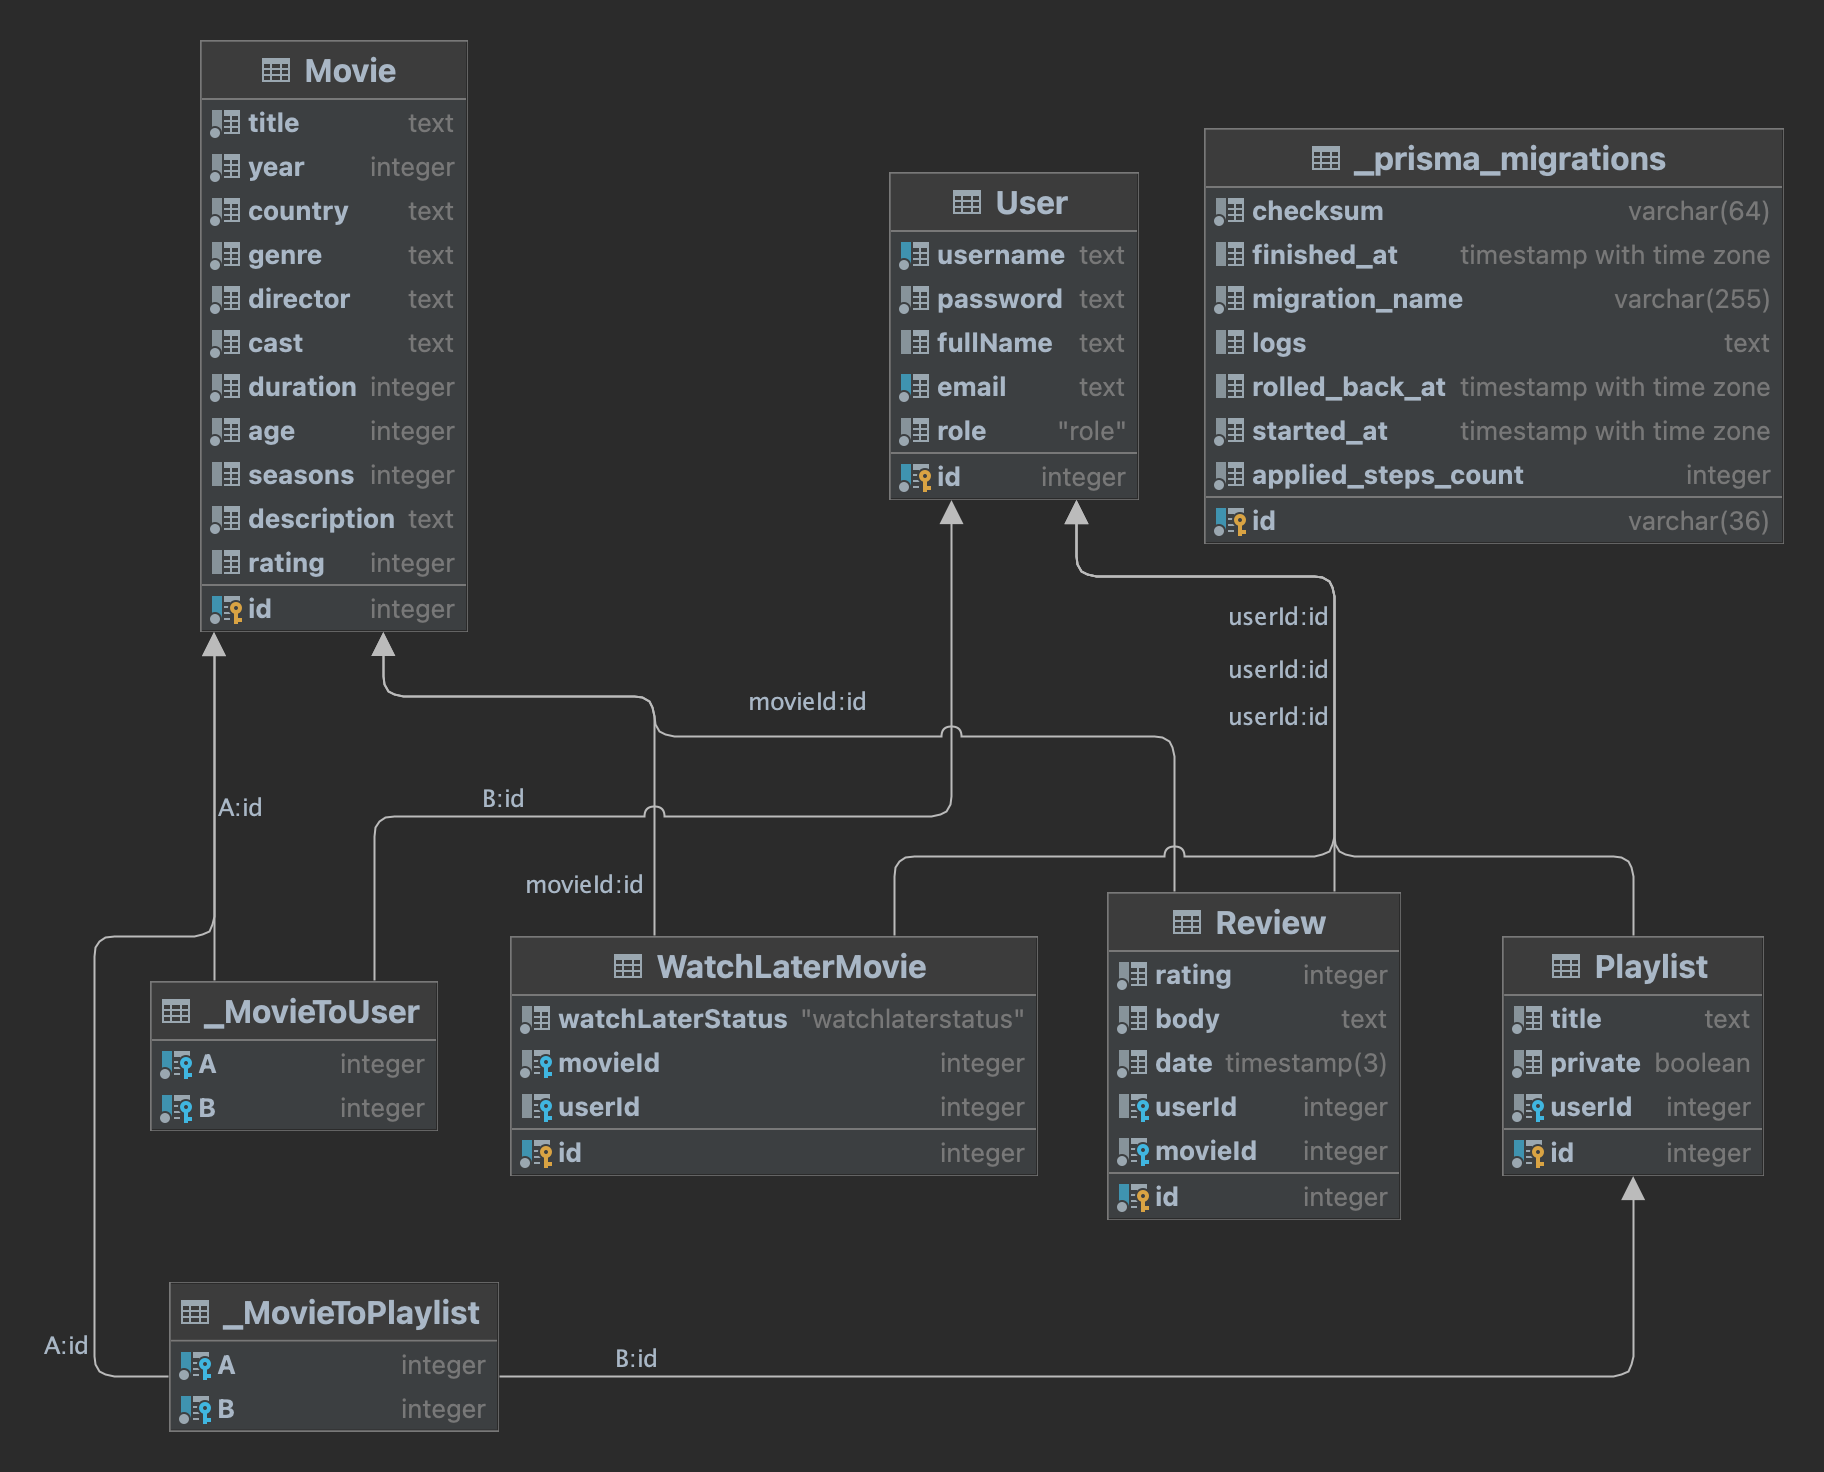 Movie
title text
year integer
country text
genre text
director text
cast text
duration integer
age integer
seasons integer
description text
rating integer
id integer
User
username text
password text
fullName text
email text
role "role"
id integer
_prisma_migrations
checksum varchar(64)
finished_at timestamp with time zone
migration_name varchar(255)
logs text
rolled_back_at timestamp with time zone
started_at timestamp with time zone
applied_steps_count integer
id varchar(36)
userId:id
userId:id
userId:id
movieId:id
B:id
A:id
movieId:id
_MovieToUser
A integer
B integer
WatchLaterMovie
watchLaterStatus "watchlaterstatus"
movieId integer
userId integer
id integer
Review
rating integer
body text
date timestamp(3)
userId integer
movieId integer
id integer
Playlist
title text
private boolean
userId integer
id integer
_MovieToPlaylist
A integer
B integer
A:id
B:id